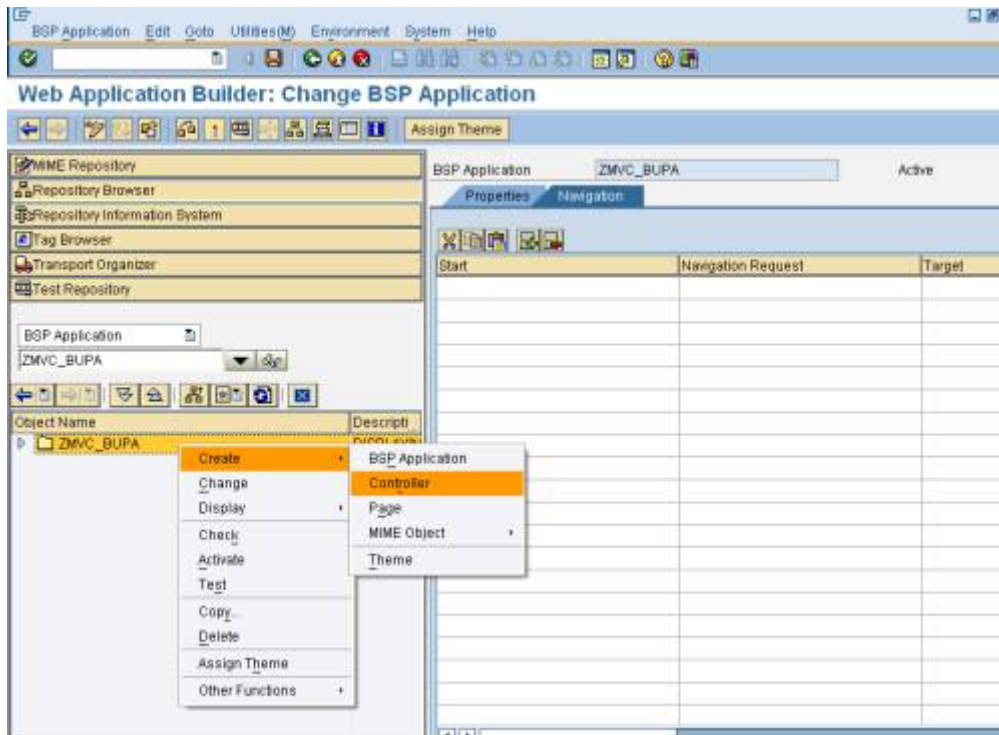 BSP Application Edit Goto Utilities(M) Environment System Help
Web Application Builder: Change BSP Application
Assign Theme
MIME Repository
Repository Browser
Repository Information System
Tag Browser
Transport Organizer
Test Repository
BSP Application ZMVC_BUPA Active
Properties Navigation
Start Navigation Request Target
BSP Application
ZMVC_BUPA
Object Name Descripti
ZMVC_BUPA
Create
Change
Display
Check
Activate
Test
Copy...
Delete
Assign Theme
Other Functions
BSP Application
Controller
Page
MIME Object
Theme